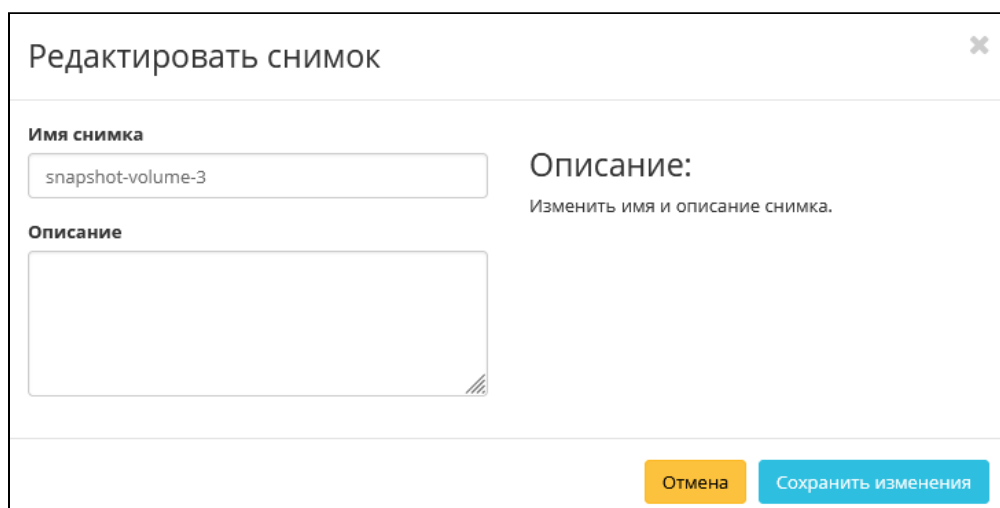 Редактировать снимок
Имя снимка
snapshot-volume-3
Описание
Описание:
Изменить имя и описание снимка.
Отмена
Сохранить изменения